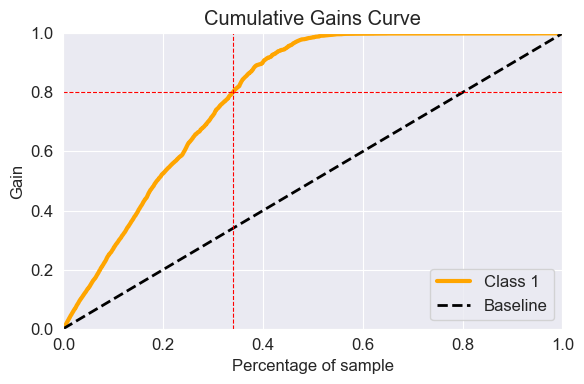 Cumulative Gains Curve
1.0
0.8
0.6
0.4
0.2
0.0
Gain
0.0 0.2 0.4 0.6 0.8 1.0
Percentage of sample
Class 1
Baseline